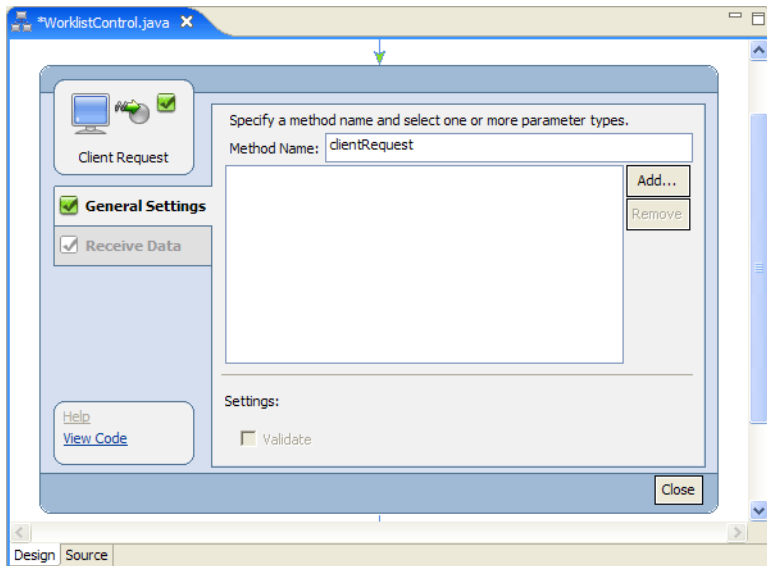 *WorklistControl.java
Client Request
Specify a method name and select one or more parameter types.
Method Name: clientRequest
Add...
Remove
General Settings
Receive Data
Settings:
Validate
Help
View Code
Close
Design Source